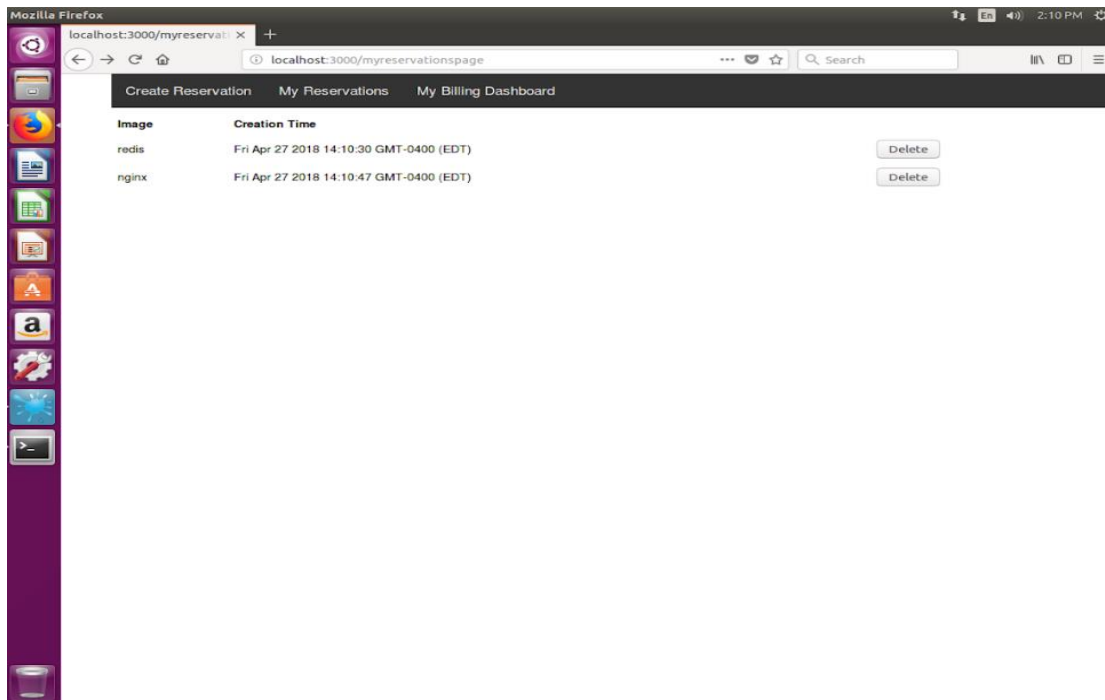 Mozilla Firefox
En
2:10 PM
localhost:3000/myreservati
localhost:3000/myreservationspage
Search
Create Reservation My Reservations My Billing Dashboard
Image Creation Time
redis Fri Apr 27 2018 14:10:30 GMT-0400 (EDT) Delete
nginx Fri Apr 27 2018 14:10:47 GMT-0400 (EDT) Delete